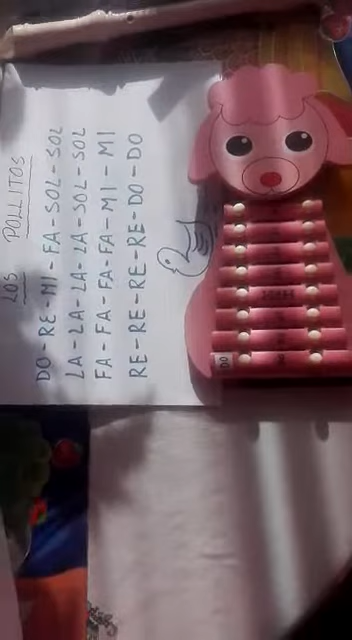 LOS POLLITOS
DO-RE-MI-FA-SOL-SOL
LA-LA-LA-LA-SOL-SOL
FA-FA-FA-FA-MI-MI
RE-RE-RE-RE-DO-DO
DO